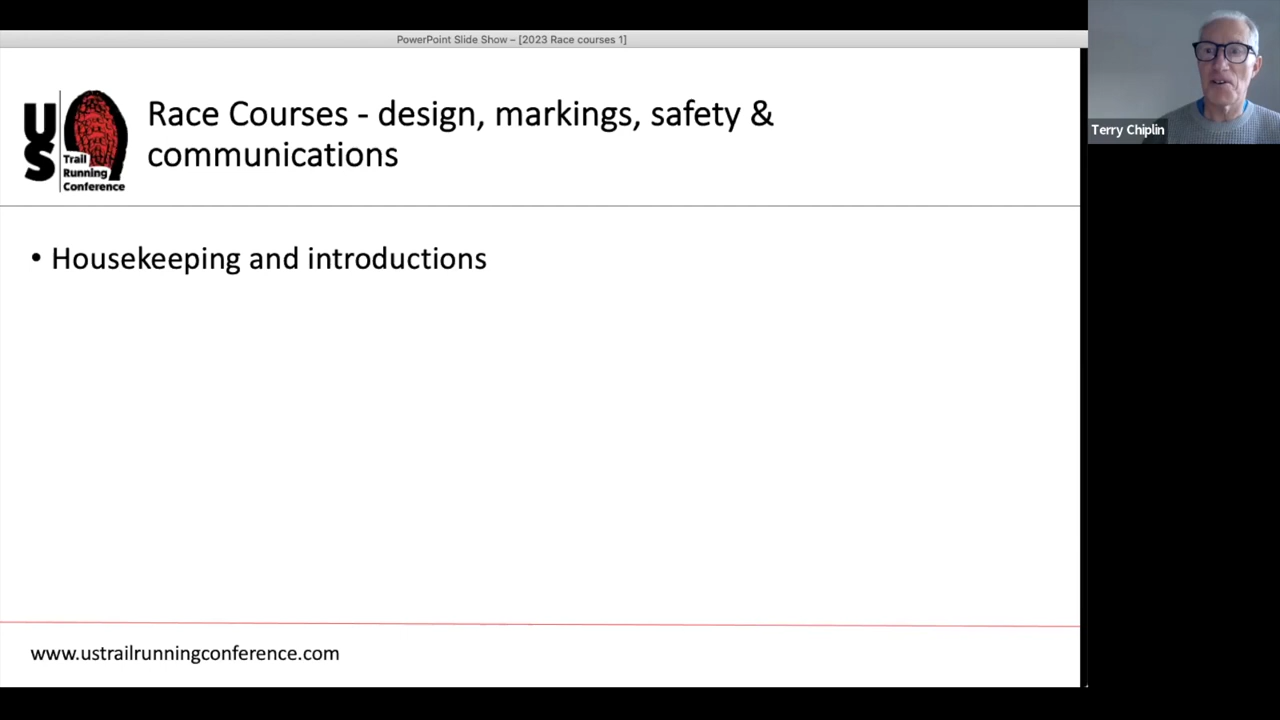 PowerPoint Slide Show – [2023 Race courses 1]
US
Trail
Running
Conference
Race Courses - design, markings, safety &
communications
Terry Chiplin
• Housekeeping and introductions
www.ustrailrunningconference.com